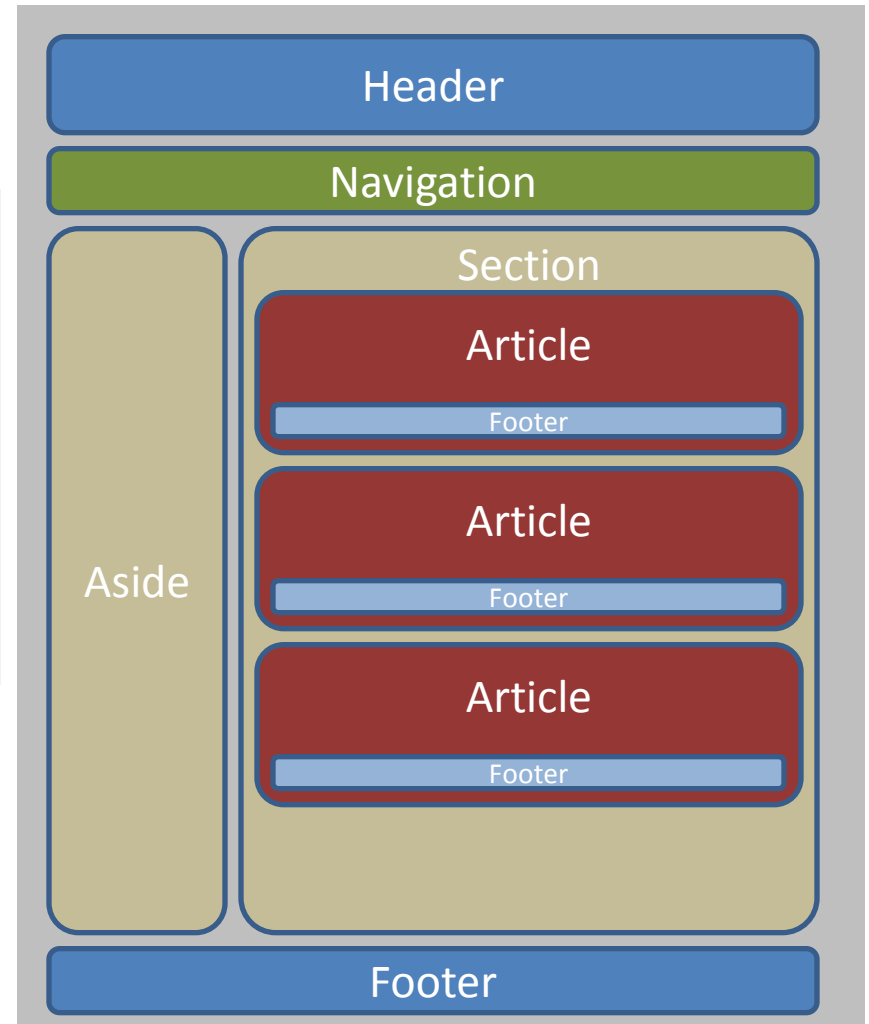 Header
Navigation
Aside
Section
Article
Footer
Article
Footer
Article
Footer
Footer